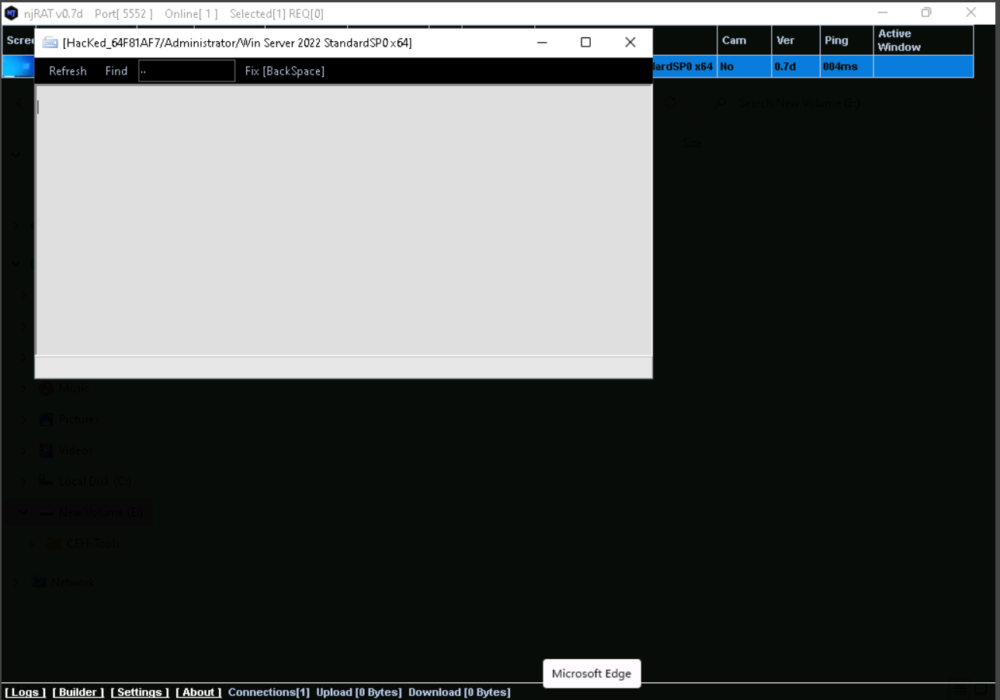 njRAT v0.7d Port[ 5552 ] Online[ 1 ] Selected[1] REQ[0]
Scree
Cam Ver Ping Active Window
[HacKed_64F81AF7/Administrator/Win Server 2022 StandardSP0 x64]
Refresh Find .. Fix [BackSpace]
dardSP0 x64 No 0.7d 004ms
Search New Volume (E:)
Size
Music
Pictures
Videos
Local Disk (C:)
New Volume (E:)
CEH-Tools
Network
Microsoft Edge
[ Logs ] [ Builder ] [ Settings ] [ About ] Connections[1] Upload [0 Bytes] Download [0 Bytes]